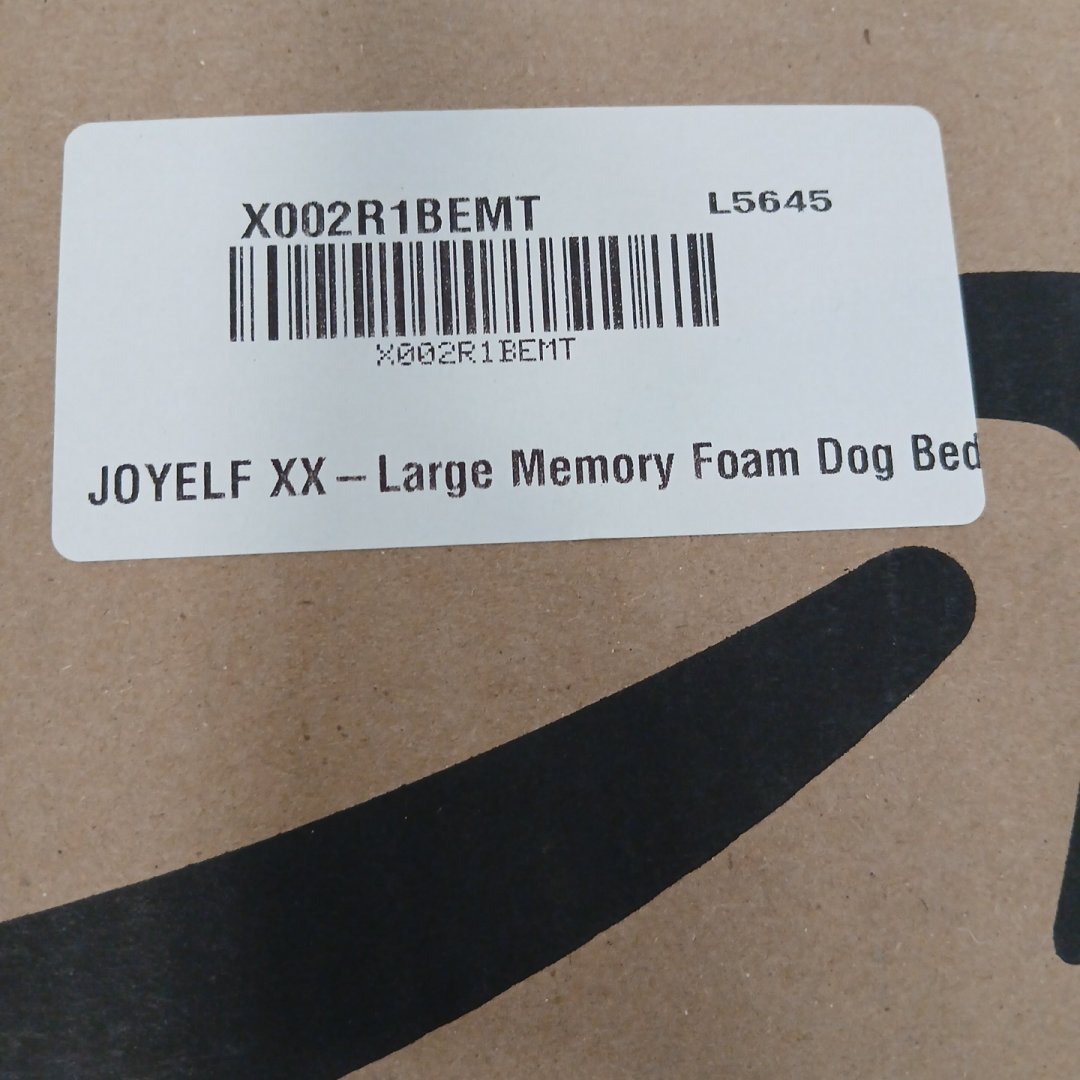 X002R1BEMT L5645
X002R1BEMT
JOYELF XX-Large Memory Foam Dog Bed